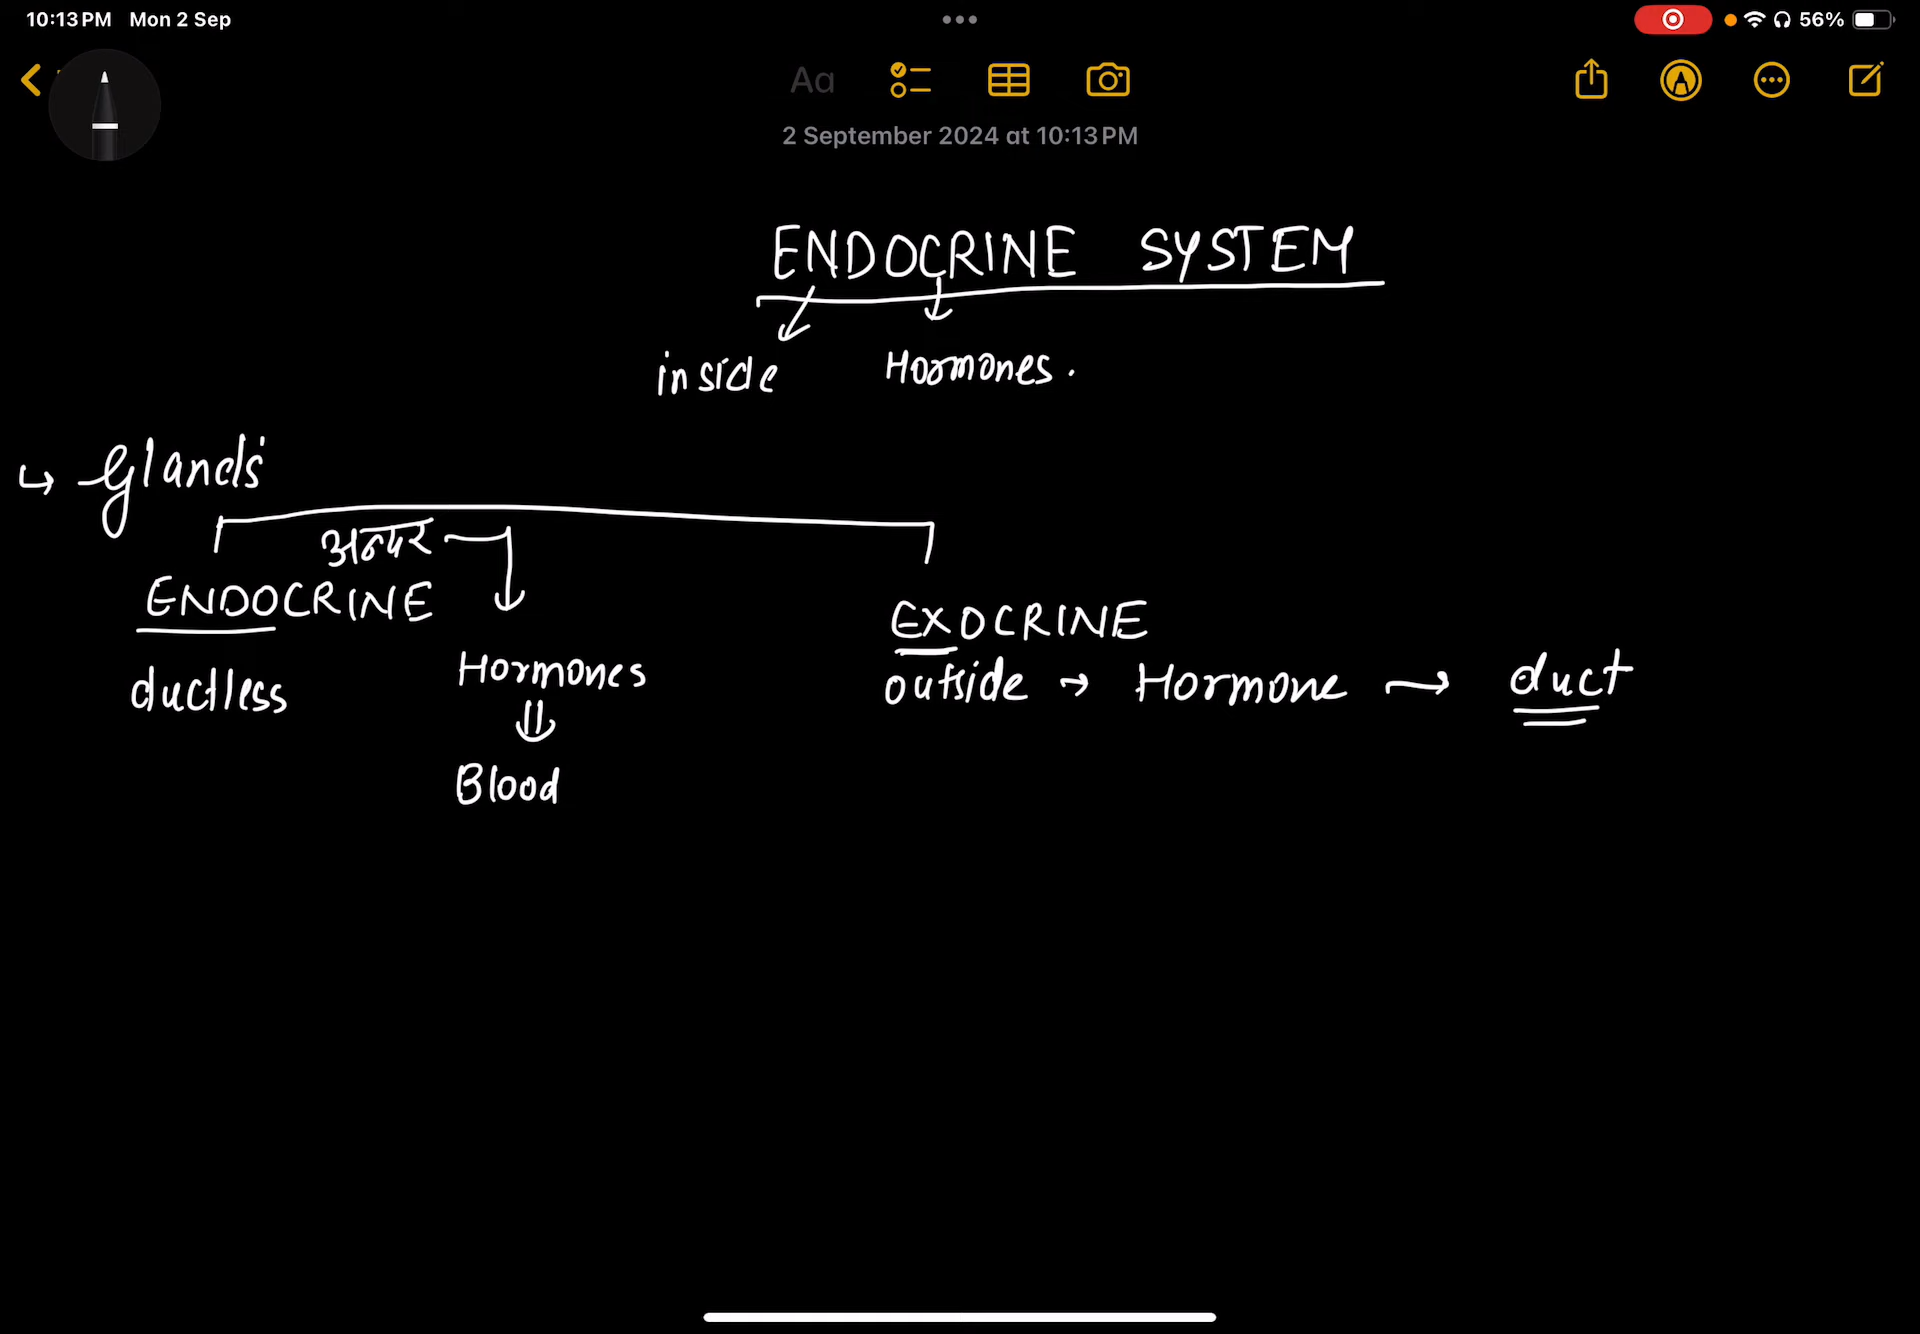 10:13 PM Mon 2 Sep
56%
Aa
2 September 2024 at 10:13 PM
ENDOCRINE SYSTEM
inside Hormones.
↳ Glands
अन्दर
ENDOCRINE
EXOCRINE
ductless
Hormones
outside → Hormone → duct
⇓
Blood